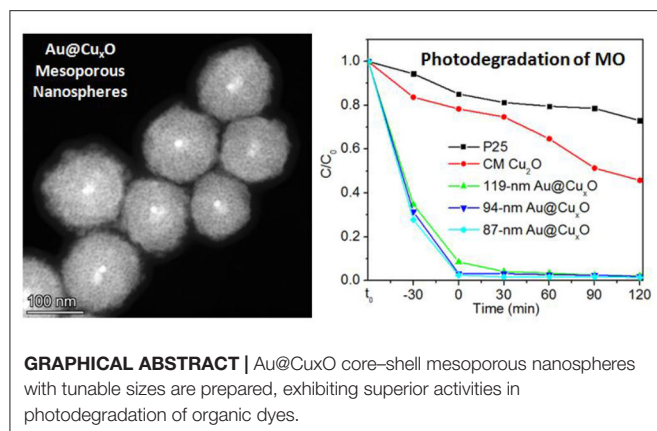 Au@CuxO
Mesoporous
Nanospheres
100 nm
Photodegradation of MO
C/C0
1.0
0.8
0.6
0.4
0.2
0.0
P25
CM Cu2O
119-nm Au@CuxO
94-nm Au@CuxO
87-nm Au@CuxO
t0 -30 0 30 60 90 120
Time (min)
GRAPHICAL ABSTRACT | Au@CuxO core–shell mesoporous nanospheres
with tunable sizes are prepared, exhibiting superior activities in
photodegradation of organic dyes.